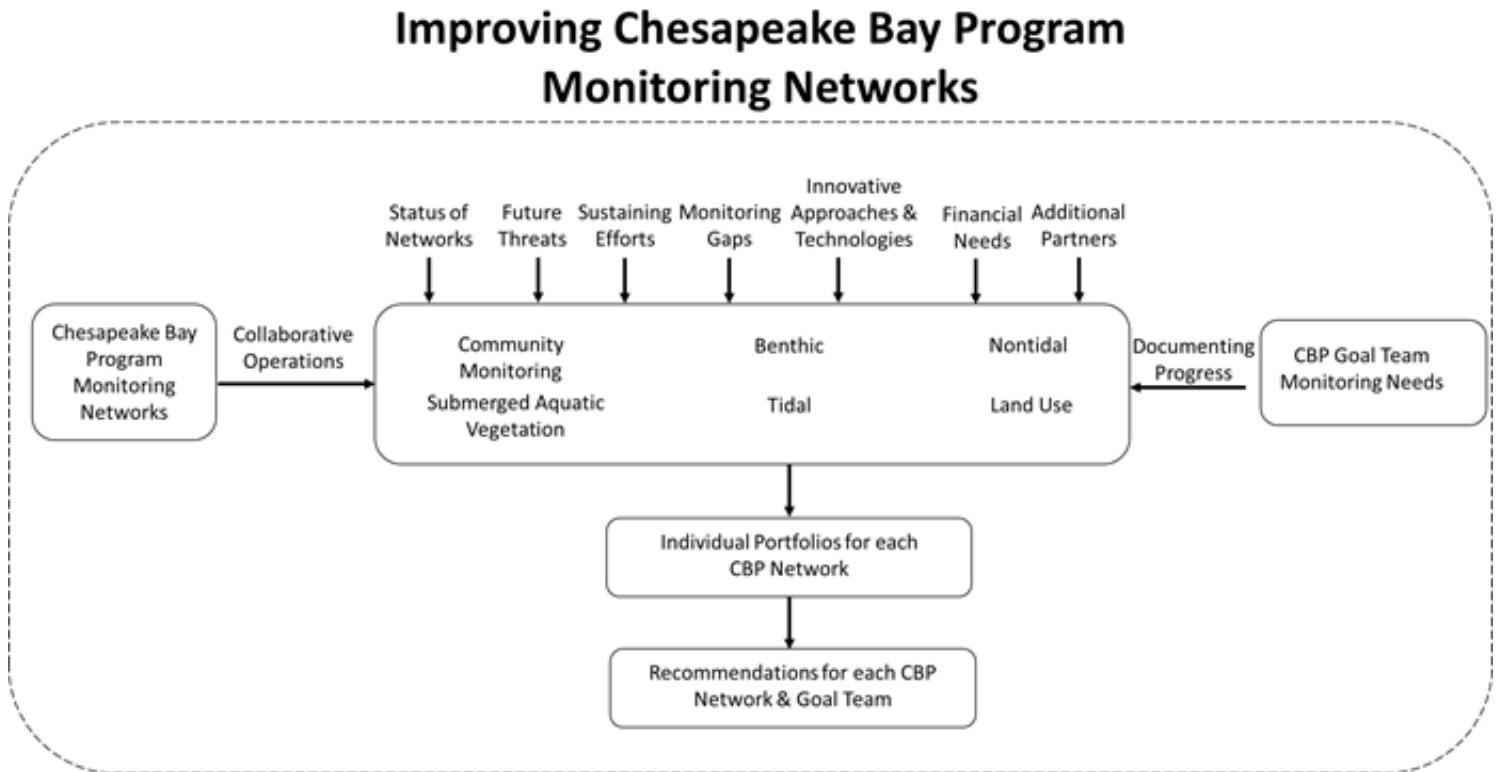 Improving Chesapeake Bay Program
Monitoring Networks
Status of
Networks
Future
Threats
Sustaining
Efforts
Monitoring
Gaps
Innovative
Approaches &
Technologies
Financial
Needs
Additional
Partners
Chesapeake Bay
Program
Monitoring
Networks
Collaborative
Operations
Community
Monitoring
Benthic
Nontidal
Submerged Aquatic
Vegetation
Tidal
Land Use
Documenting
Progress
CBP Goal Team
Monitoring Needs
Individual Portfolios for each
CBP Network
Recommendations for each CBP
Network & Goal Team